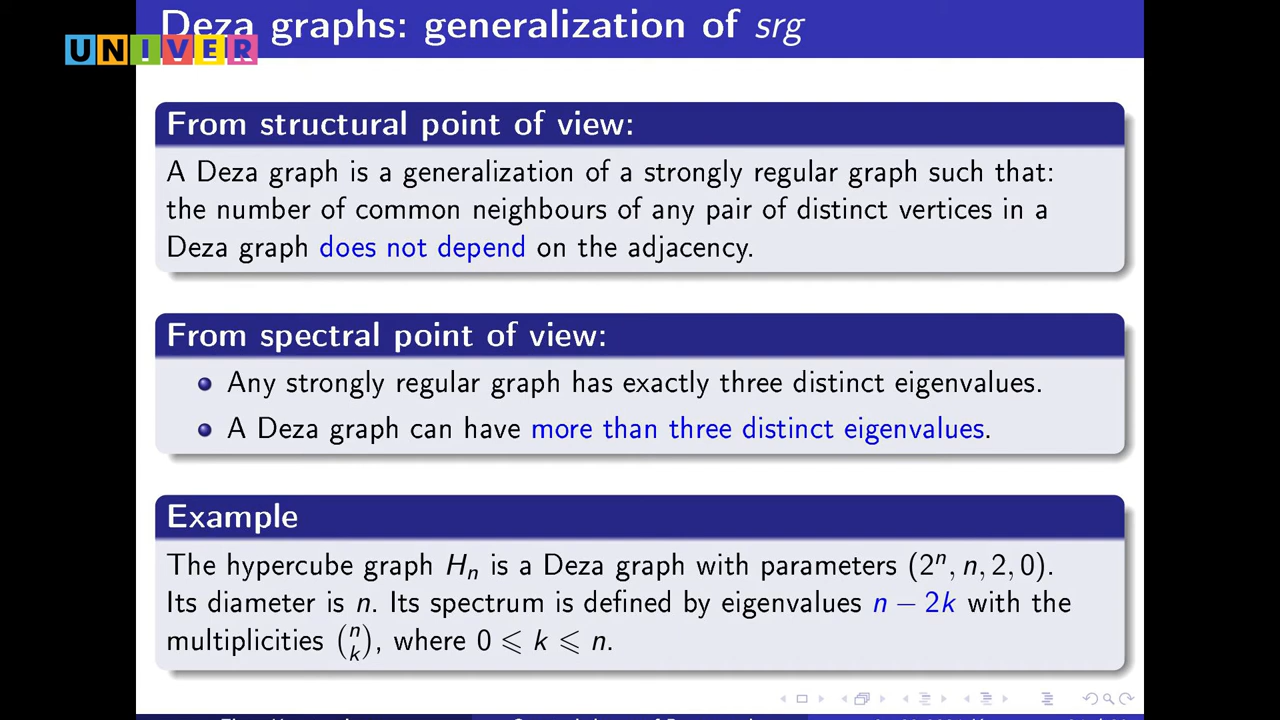 Deza graphs: generalization of srg
UNIVER
From structural point of view:
A Deza graph is a generalization of a strongly regular graph such that:
the number of common neighbours of any pair of distinct vertices in a
Deza graph does not depend on the adjacency.
From spectral point of view:
Any strongly regular graph has exactly three distinct eigenvalues.
A Deza graph can have more than three distinct eigenvalues.
Example
The hypercube graph Hₙ is a Deza graph with parameters (2ⁿ, n, 2, 0).
Its diameter is n. Its spectrum is defined by eigenvalues n − 2k with the
multiplicities (n k), where 0 ⩽ k ⩽ n.